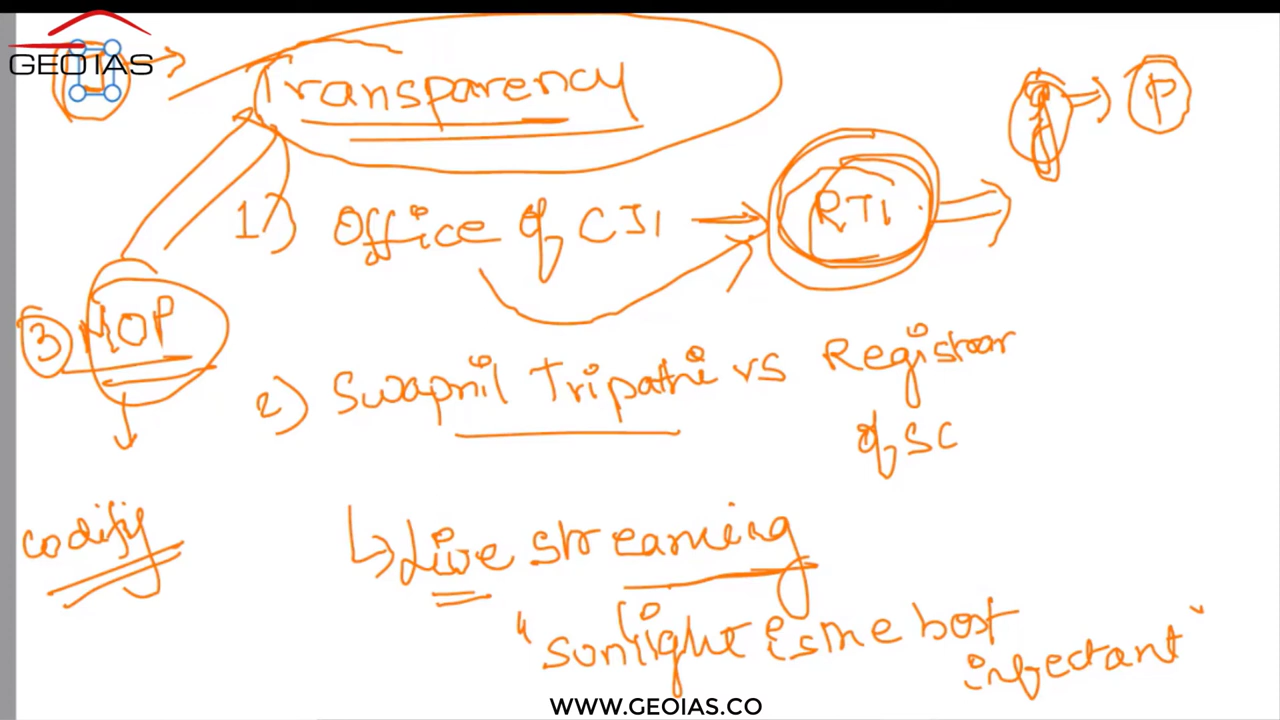 GEOIAS
Transparency
P
1) Office of CJI → RTI
3 MOP
2) Swapnil Tripathi vs Registrar
of SC
codify
Live streaming
"Sunlight is the best
infectant"
WWW.GEOIAS.CO